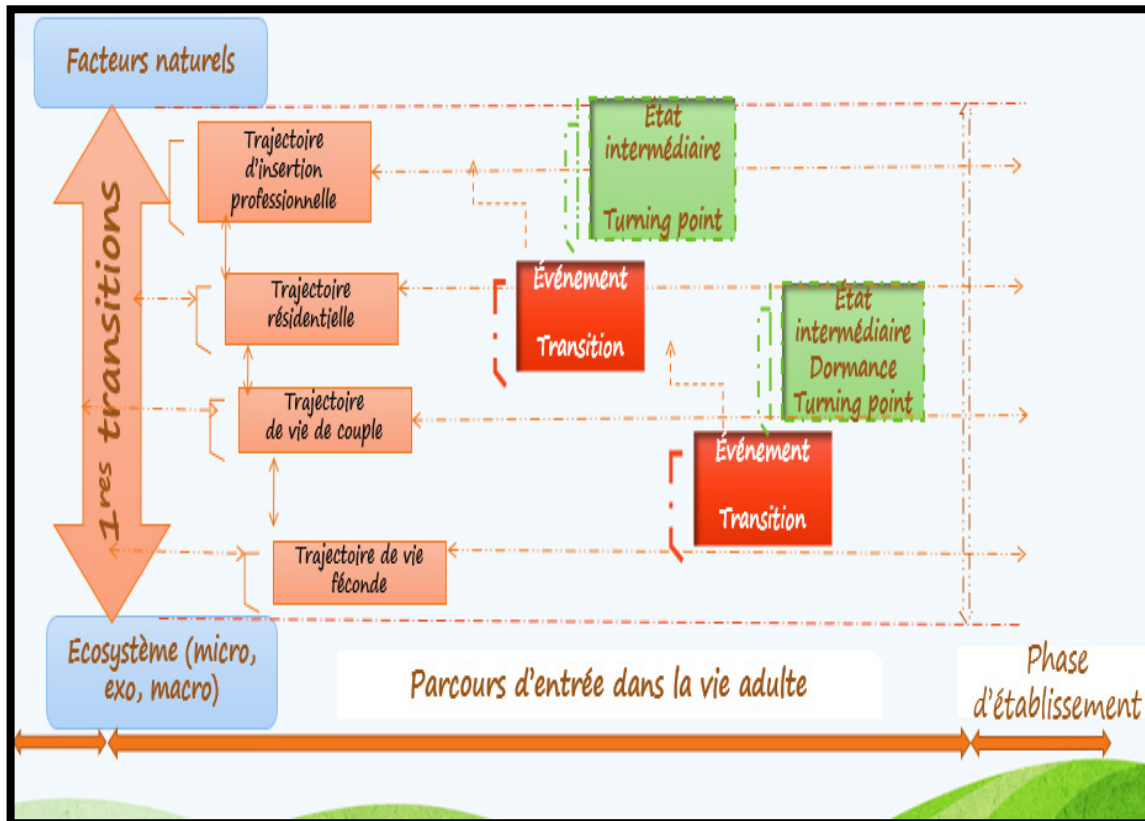 Facteurs naturels
1res transitions
Trajectoire
d'insertion
professionnelle
État
intermédiaire
Turning point
Trajectoire
résidentielle
Événement
Transition
État
intermédiaire
Dormance
Turning point
Trajectoire
de vie de couple
Événement
Transition
Trajectoire de vie
féconde
Ecosystème (micro,
exo, macro)
Parcours d'entrée dans la vie adulte
Phase
d'établissement